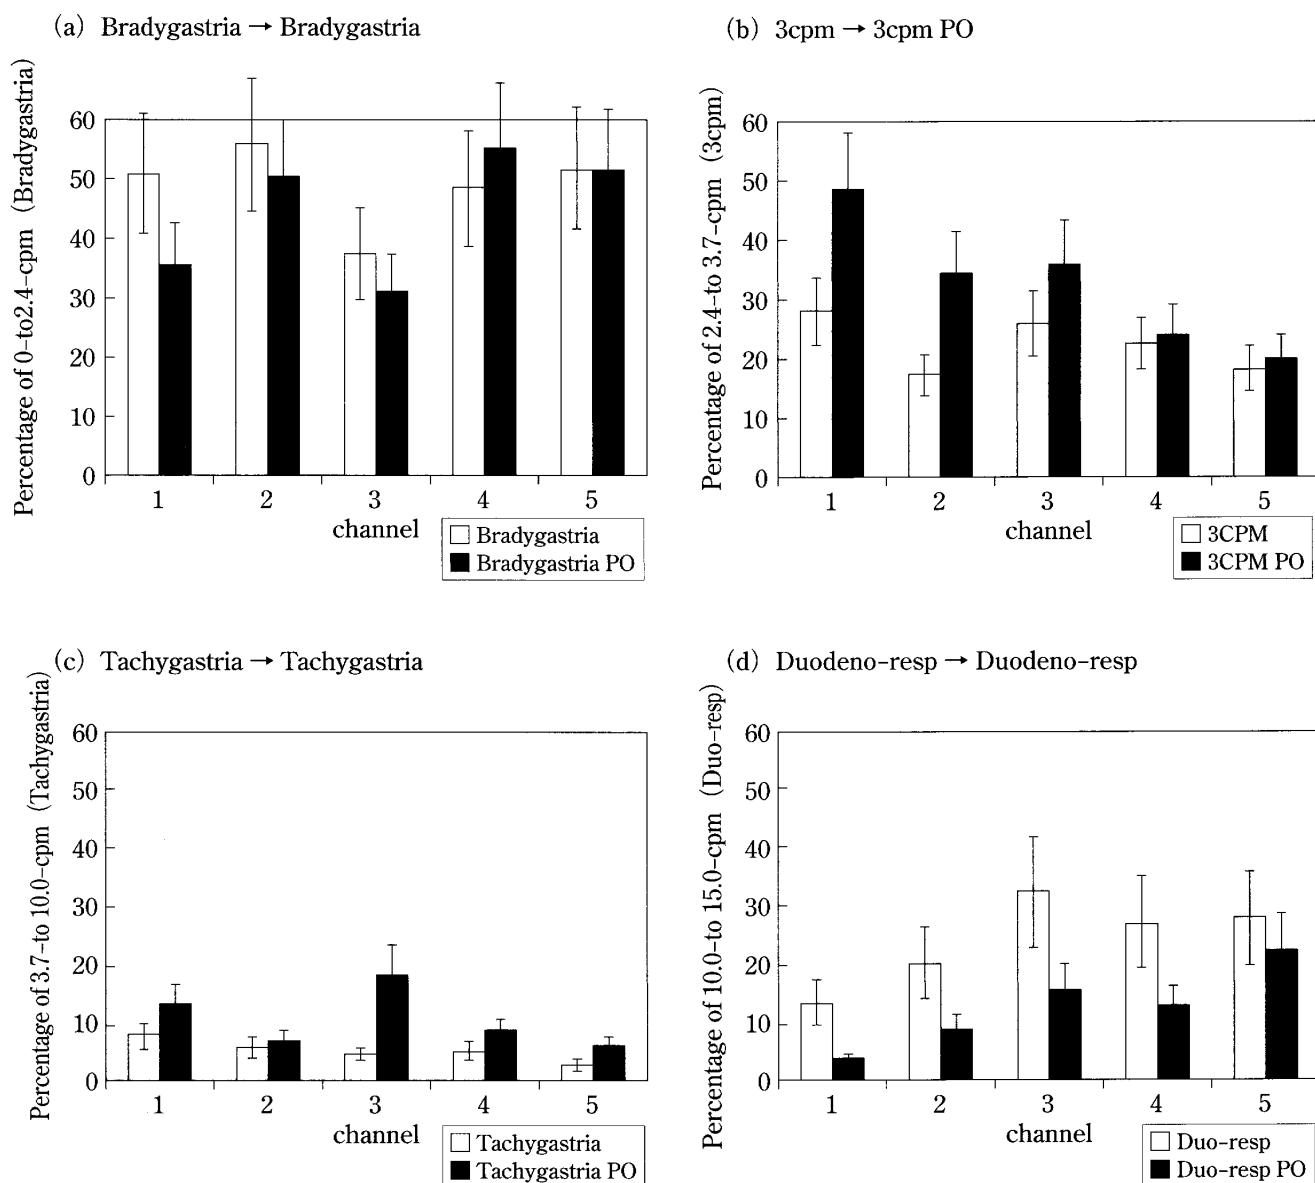 (a) Bradygastria → Bradygastria
Percentage of 0-to2.4-cpm (Bradygastria)
60
50
40
30
20
10
0
1 2 3 4 5
channel
Bradygastria
Bradygastria PO
(b) 3cpm → 3cpm PO
Percentage of 2.4-to 3.7-cpm (3cpm)
60
50
40
30
20
10
0
1 2 3 4 5
channel
3CPM
3CPM PO
(c) Tachygastria → Tachygastria
Percentage of 3.7-to 10.0-cpm (Tachygastria)
60
50
40
30
20
10
0
1 2 3 4 5
channel
Tachygastria
Tachygastria PO
(d) Duodeno-resp → Duodeno-resp
Percentage of 10.0-to 15.0-cpm (Duo-resp)
60
50
40
30
20
10
0
1 2 3 4 5
channel
Duo-resp
Duo-resp PO